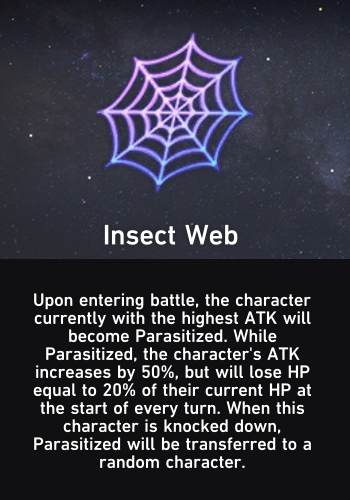 Insect Web
Upon entering battle, the character
currently with the highest ATK will
become Parasitized. While
Parasitized, the character's ATK
increases by 50%, but will lose HP
equal to 20% of their current HP at
the start of every turn. When this
character is knocked down,
Parasitized will be transferred to a
random character.